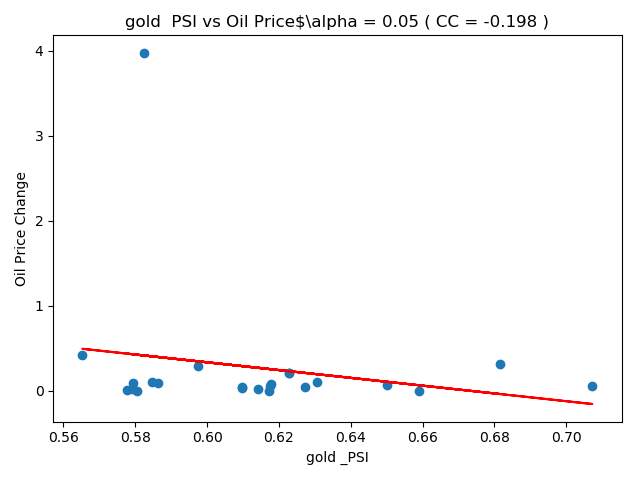 gold  PSI vs Oil Price$\alpha = 0.05 ( CC = -0.198 )
4
3
2
1
0
Oil Price Change
0.56 0.58 0.60 0.62 0.64 0.66 0.68 0.70
gold _PSI